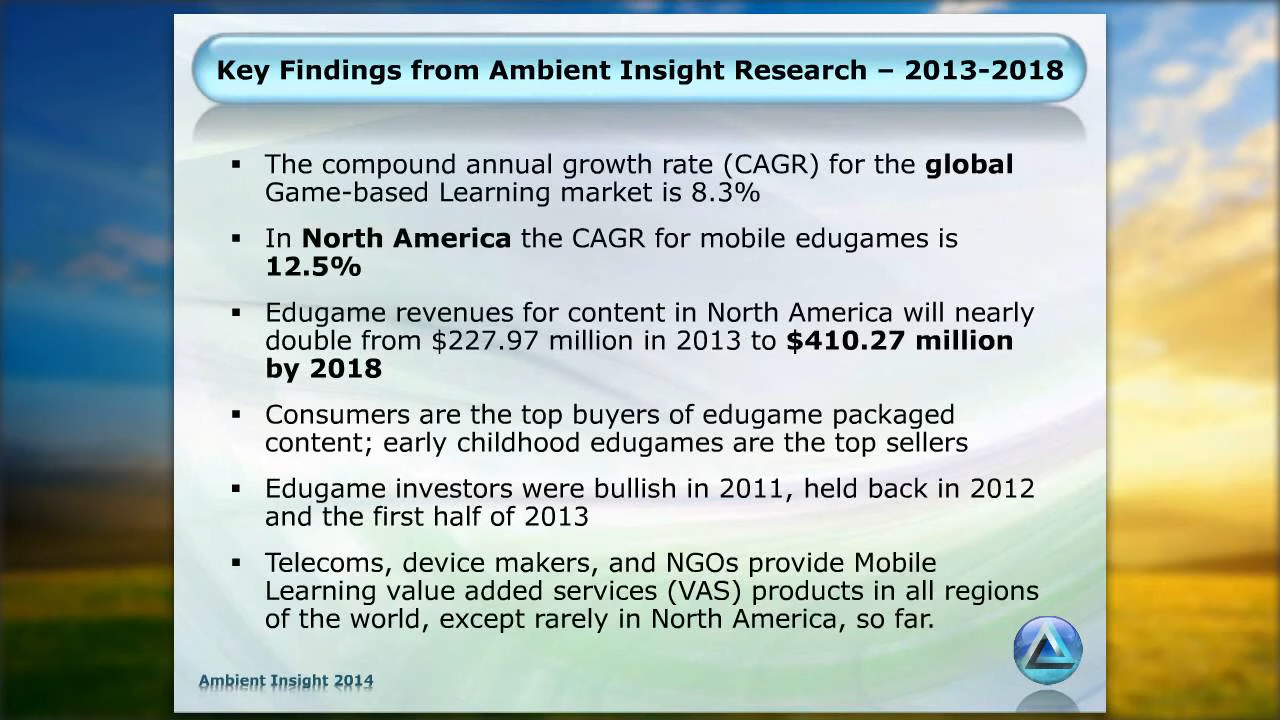 Key Findings from Ambient Insight Research – 2013-2018
▪ The compound annual growth rate (CAGR) for the global
Game-based Learning market is 8.3%
▪ In North America the CAGR for mobile edugames is
12.5%
▪ Edugame revenues for content in North America will nearly
double from $227.97 million in 2013 to $410.27 million
by 2018
▪ Consumers are the top buyers of edugame packaged
content; early childhood edugames are the top sellers
▪ Edugame investors were bullish in 2011, held back in 2012
and the first half of 2013
▪ Telecoms, device makers, and NGOs provide Mobile
Learning value added services (VAS) products in all regions
of the world, except rarely in North America, so far.
Ambient Insight 2014